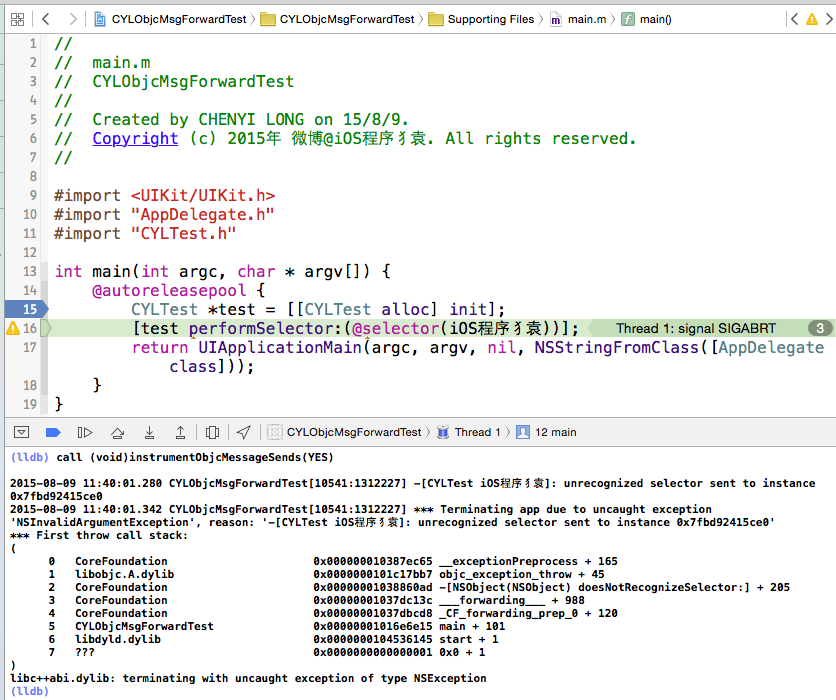 CYLObjcMsgForwardTest CYLObjcMsgForwardTest Supporting Files m main.m f main()
1 //
2 // main.m
3 // CYLObjcMsgForwardTest
4 //
5 // Created by CHENYI LONG on 15/8/9.
6 // Copyright (c) 2015年 微博@iOS程序犭袁. All rights reserved.
7 //
8
9 #import <UIKit/UIKit.h>
10 #import "AppDelegate.h"
11 #import "CYLTest.h"
12
13 int main(int argc, char * argv[]) {
14 @autoreleasepool {
15 CYLTest *test = [[CYLTest alloc] init];
16 [test performSelector:(@selector(iOS程序犭袁))]; Thread 1: signal SIGABRT 3
17 return UIApplicationMain(argc, argv, nil, NSStringFromClass([AppDelegate
class]));
18 }
19 }
CYLObjcMsgForwardTest Thread 1 12 main
(lldb) call (void)instrumentObjcMessageSends(YES)
2015-08-09 11:40:01.280 CYLObjcMsgForwardTest[10541:1312227] -[CYLTest iOS程序犭袁]: unrecognized selector sent to instance
0x7fbd92415ce0
2015-08-09 11:40:01.342 CYLObjcMsgForwardTest[10541:1312227] *** Terminating app due to uncaught exception
'NSInvalidArgumentException', reason: '-[CYLTest iOS程序犭袁]: unrecognized selector sent to instance 0x7fbd92415ce0'
*** First throw call stack:
(
0 CoreFoundation 0x000000010387ec65 __exceptionPreprocess + 165
1 libobjc.A.dylib 0x0000000101c17bb7 objc_exception_throw + 45
2 CoreFoundation 0x00000001038860ad -[NSObject(NSObject) doesNotRecognizeSelector:] + 205
3 CoreFoundation 0x00000001037dc13c ___forwarding___ + 988
4 CoreFoundation 0x00000001037dbcd8 _CF_forwarding_prep_0 + 120
5 CYLObjcMsgForwardTest 0x00000001016e6e15 main + 101
6 libdyld.dylib 0x0000000104536145 start + 1
7 ??? 0x0000000000000001 0x0 + 1
)
libc++abi.dylib: terminating with uncaught exception of type NSException
(lldb)